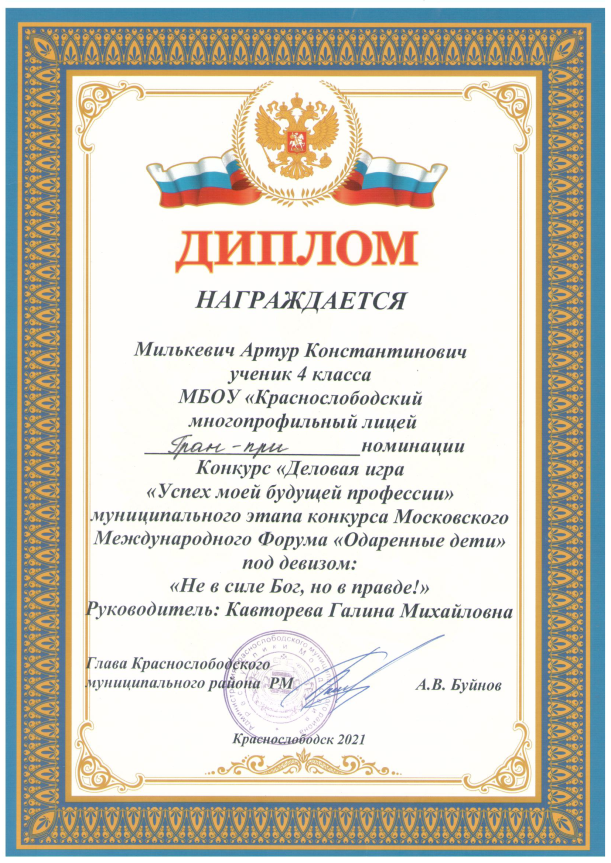 ДИПЛОМ
НАГРАЖДАЕТСЯ
Милькевич Артур Константинович
ученик 4 класса
МБОУ «Краснослободский
многопрофильный лицей
Гран-при номинации
Конкурс «Деловая игра
«Успех моей будущей профессии»
муниципального этапа конкурса Московского
Международного Форума «Одаренные дети»
под девизом:
«Не в силе Бог, но в правде!»
Руководитель: Кавторева Галина Михайловна
Глава Краснослободского
муниципального района РМ А.В. Буйнов
Краснослободск 2021